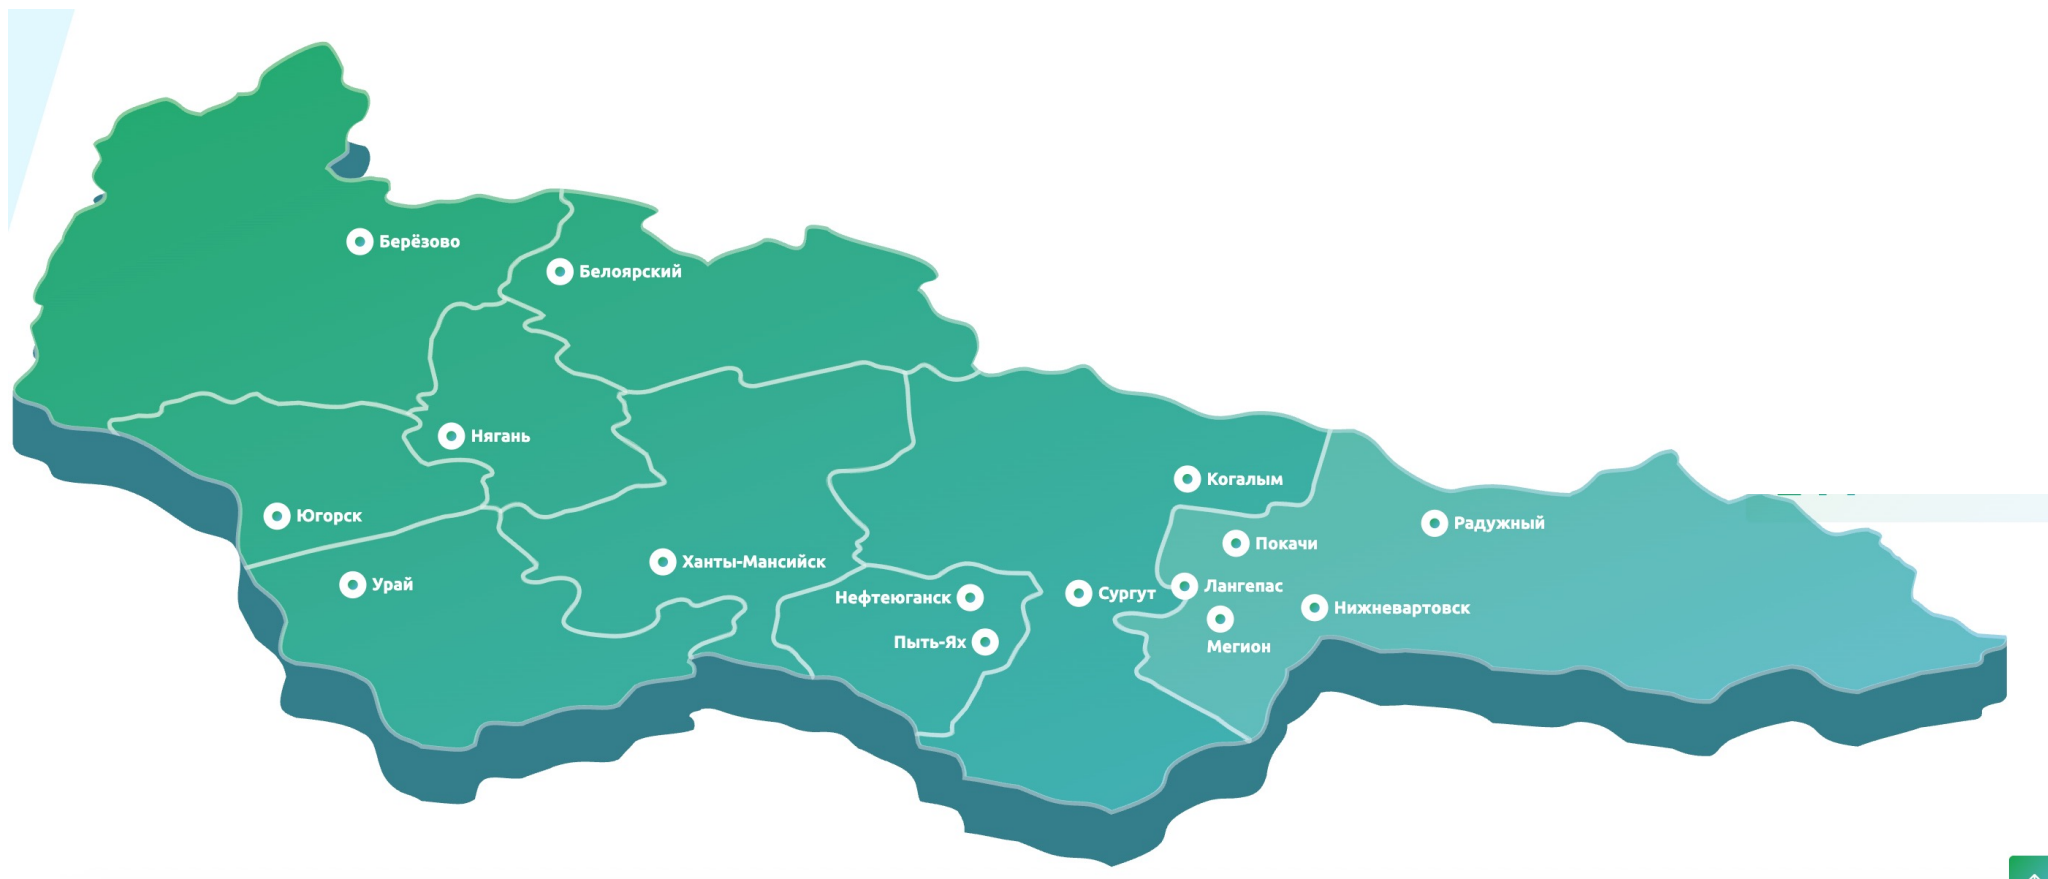 Берёзово
Белоярский
Нягань
Когалым
Югорск
Радужный
Покачи
Ханты-Мансийск
Урай
Лангепас
Сургут
Нефтеюганск
Нижневартовск
Пыть-Ях
Мегион